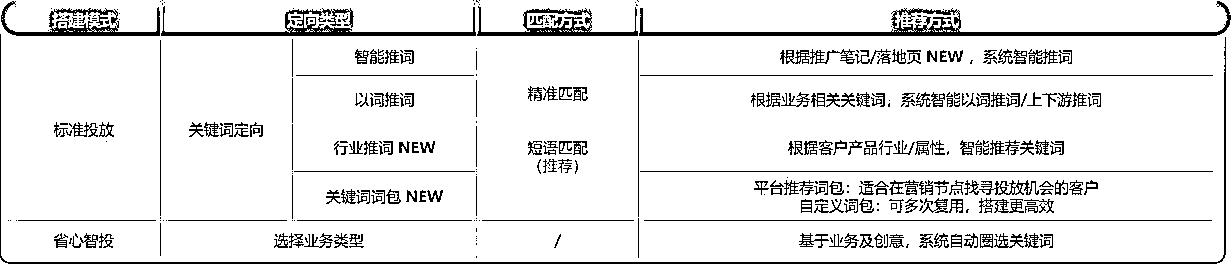 搭建模式 定向类型 匹配方式 推荐方式
智能推词 根据推广笔记/落地页 NEW ，系统智能推词
以词推词 精准匹配 根据业务相关关键词，系统智能以词推词/上下游推词
标准投放 关键词定向
行业推词 NEW 短语匹配 根据客户产品行业/属性，智能推荐关键词
（推荐）
关键词词包 NEW 平台推荐词包：适合在营销节点找寻投放机会的客户
自定义词包：可多次复用，搭建更高效
省心智投 选择业务类型 / 基于业务及创意，系统自动圈选关键词